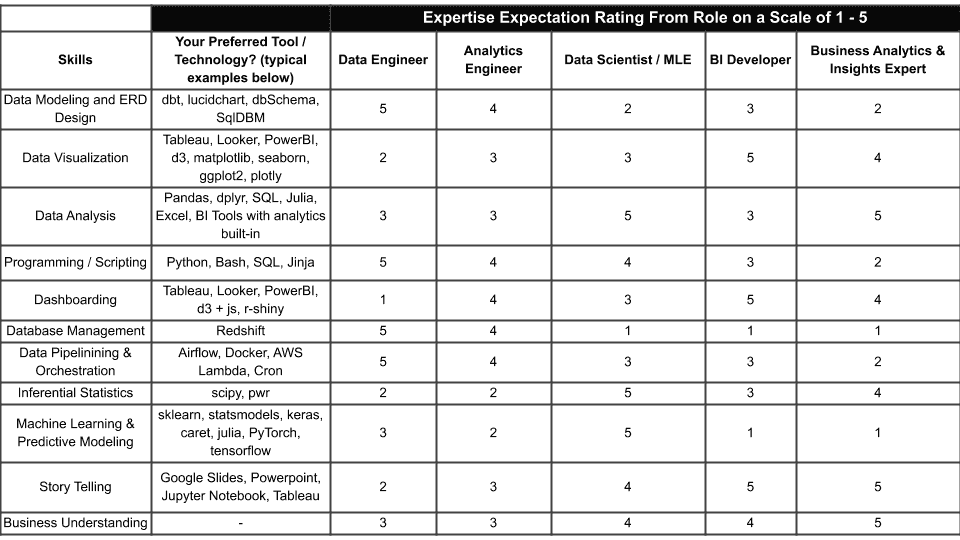 Expertise Expectation Rating From Role on a Scale of 1 - 5
Skills
Your Preferred Tool /
Technology? (typical
examples below)
Data Engineer
Analytics
Engineer
Data Scientist / MLE
BI Developer
Business Analytics &
Insights Expert
Data Modeling and ERD
Design
dbt, lucidchart, dbSchema,
SqlDBM
5
4
2
3
2
Data Visualization
Tableau, Looker, PowerBI,
d3, matplotlib, seaborn,
ggplot2, plotly
2
3
3
5
4
Data Analysis
Pandas, dplyr, SQL, Julia,
Excel, BI Tools with analytics
built-in
3
3
5
3
5
Programming / Scripting
Python, Bash, SQL, Jinja
5
4
4
3
2
Dashboarding
Tableau, Looker, PowerBI,
d3 + js, r-shiny
1
4
3
5
4
Database Management
Redshift
5
4
1
1
1
Data Pipelinining &
Orchestration
Airflow, Docker, AWS
Lambda, Cron
5
4
3
3
2
Inferential Statistics
scipy, pwr
2
2
5
3
4
Machine Learning &
Predictive Modeling
sklearn, statsmodels, keras,
caret, julia, PyTorch,
tensorflow
3
2
5
1
1
Story Telling
Google Slides, Powerpoint,
Jupyter Notebook, Tableau
2
3
4
5
5
Business Understanding
-
3
3
4
4
5